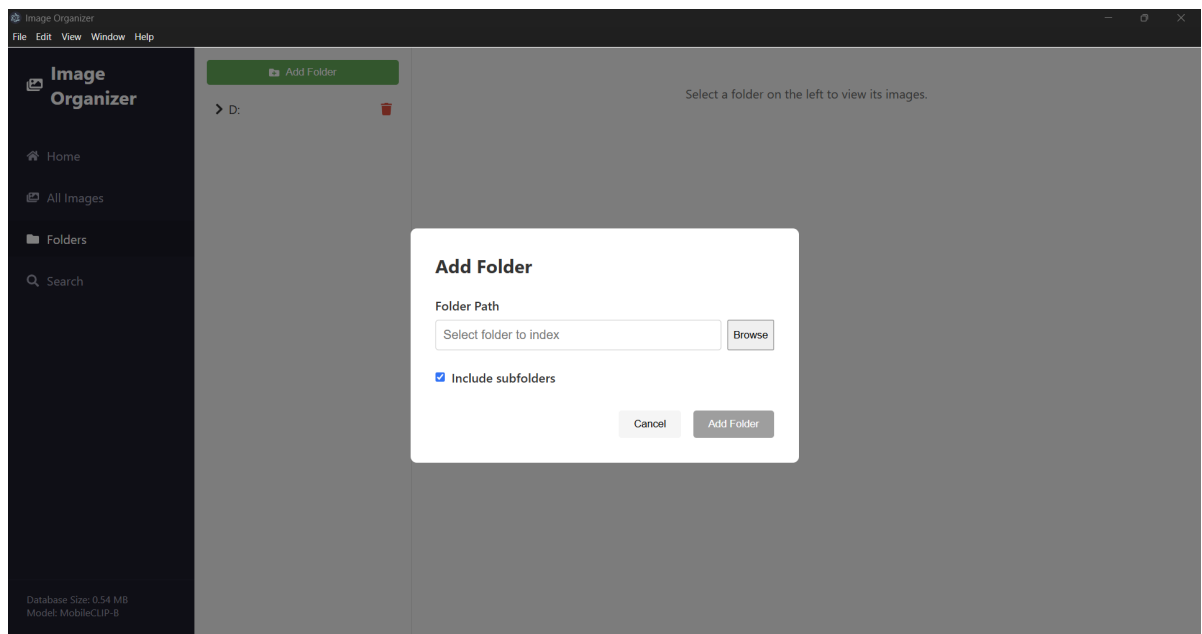 Image Organizer
File Edit View Window Help
Image
Organizer
Home
All Images
Folders
Search
Database Size: 0.54 MB
Model: MobileCLIP-B
Add Folder
D:
Select a folder on the left to view its images.
Add Folder
Folder Path
Select folder to index
Browse
Include subfolders
Cancel
Add Folder